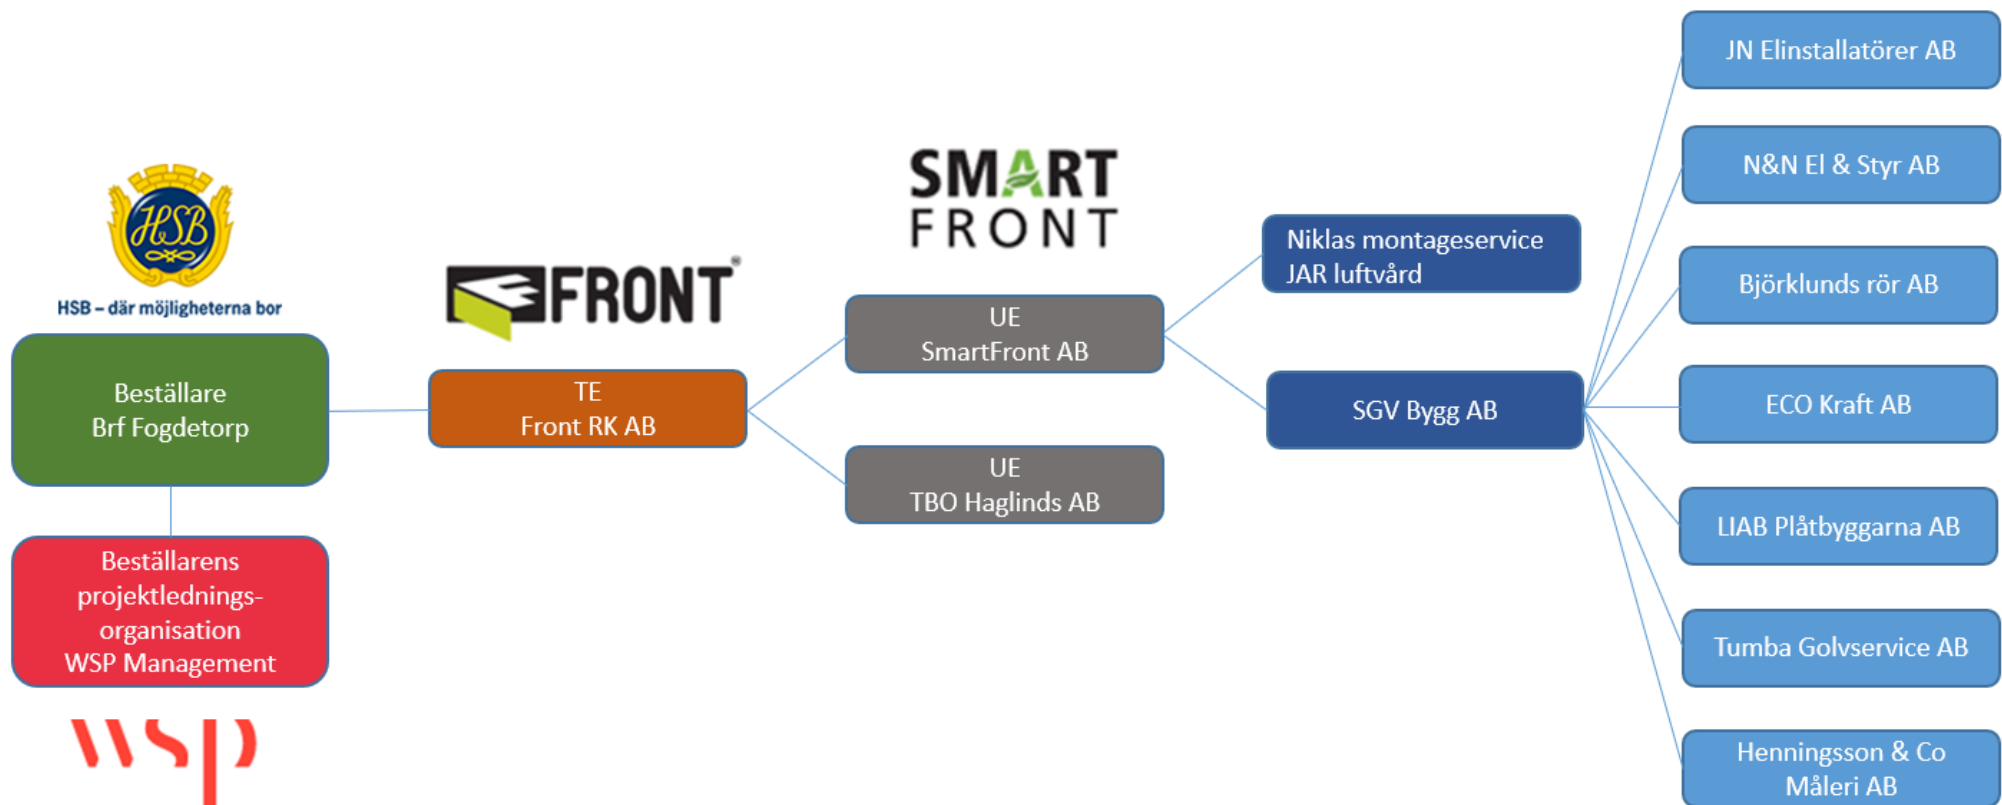 HSB
HSB – där möjligheterna bor
Beställare
Brf Fogdetorp
Beställarens
projektlednings-
organisation
WSP Management
wsp
FRONT®
TE
Front RK AB
SMART
FRONT
UE
SmartFront AB
UE
TBO Haglinds AB
Niklas montageservice
JAR luftvård
SGV Bygg AB
JN Elinstallatörer AB
N&N El & Styr AB
Björklunds rör AB
ECO Kraft AB
LIAB Plåtbyggarna AB
Tumba Golvservice AB
Henningsson & Co
Måleri AB